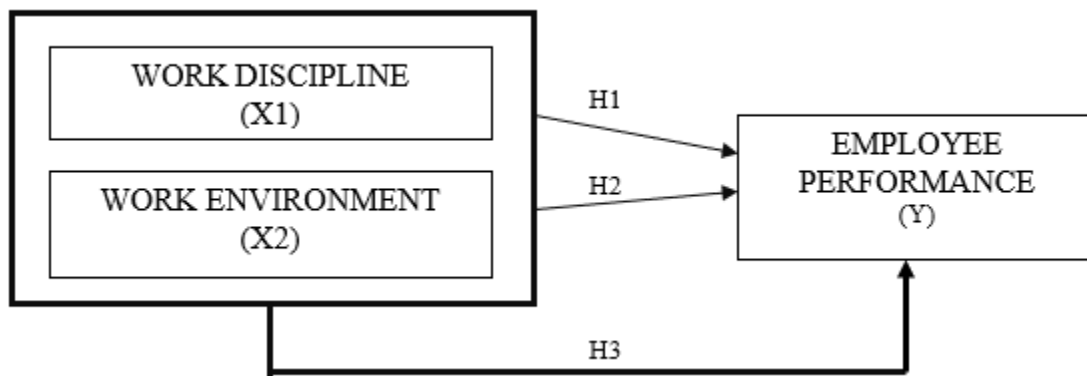 WORK DISCIPLINE
(X1)
WORK ENVIRONMENT
(X2)
H1
H2
EMPLOYEE
PERFORMANCE
(Y)
H3